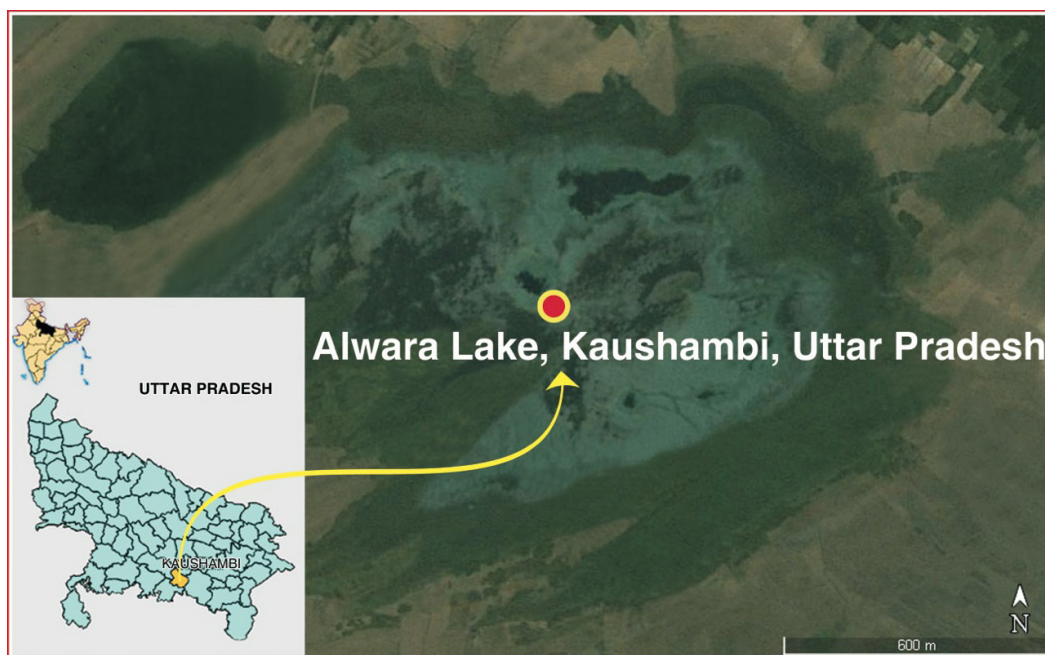 Alwara Lake, Kaushambi, Uttar Pradesh
UTTAR PRADESH
KAUSHAMBI
N
600 m